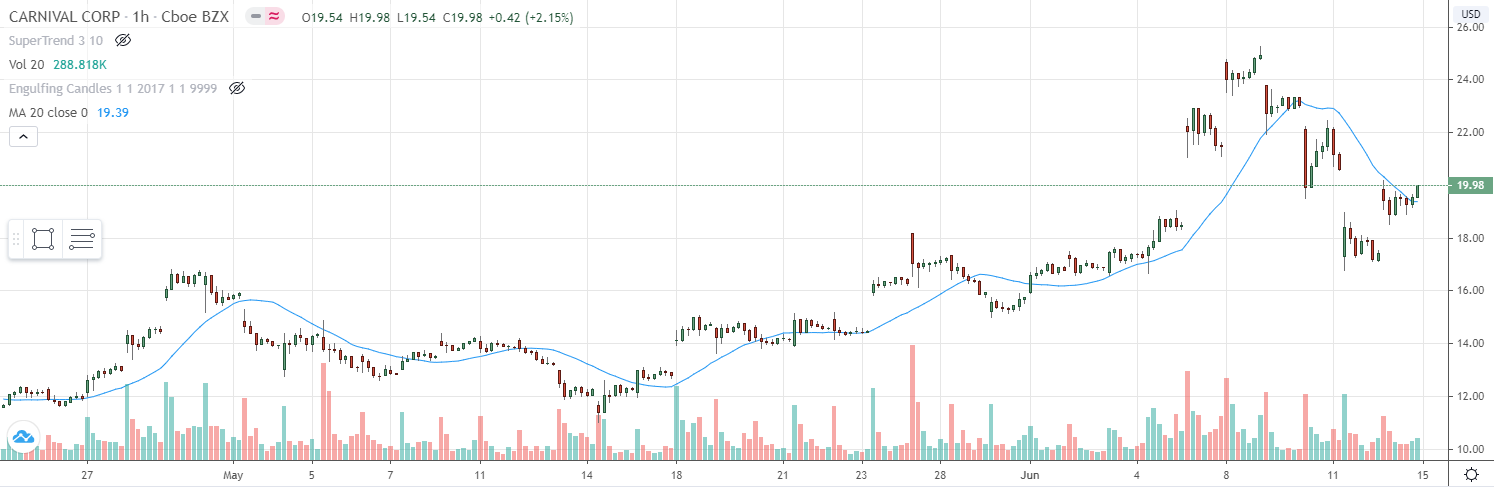 CARNIVAL CORP · 1h · Cboe BZX O19.54 H19.98 L19.54 C19.98 +0.42 (+2.15%)
USD
SuperTrend 3 10
Vol 20 288.818K
Engulfing Candles 1 1 2017 1 1 9999
MA 20 close 0 19.39
26.00
24.00
22.00
19.98
18.00
16.00
14.00
12.00
10.00
27 May 5 7 11 14 18 21 26 28 Jun 4 8 11 15